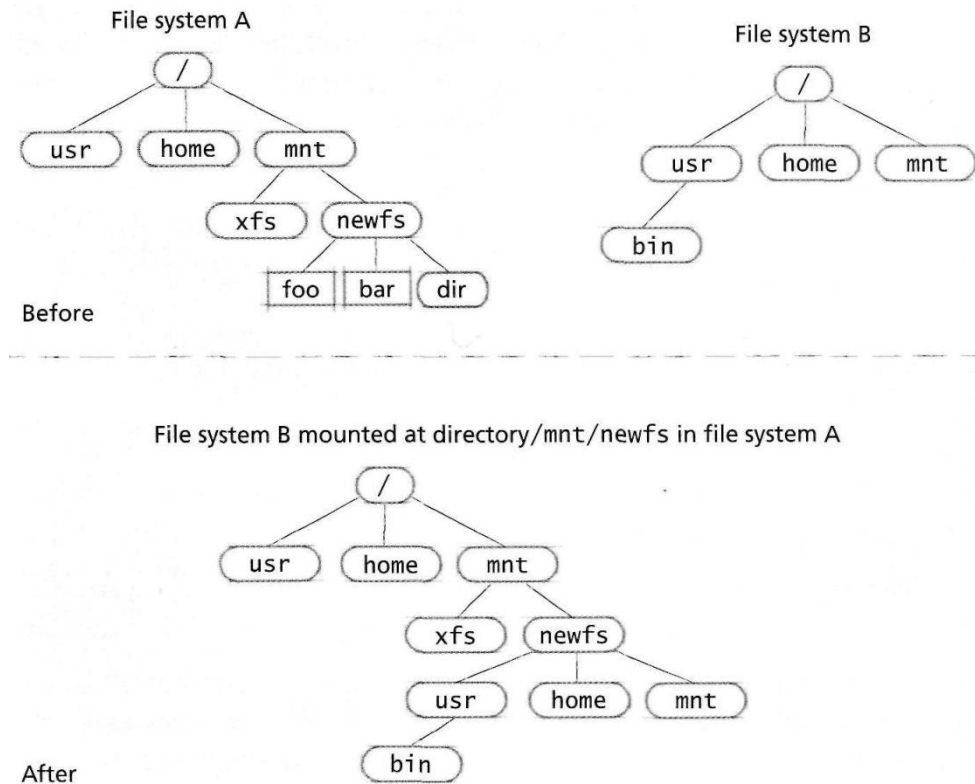 File system A
File system B
/
/
usr home mnt
usr home mnt
xfs newfs
bin
foo bar dir
Before
File system B mounted at directory/mnt/newfs in file system A
/
usr home mnt
xfs newfs
usr home mnt
bin
After